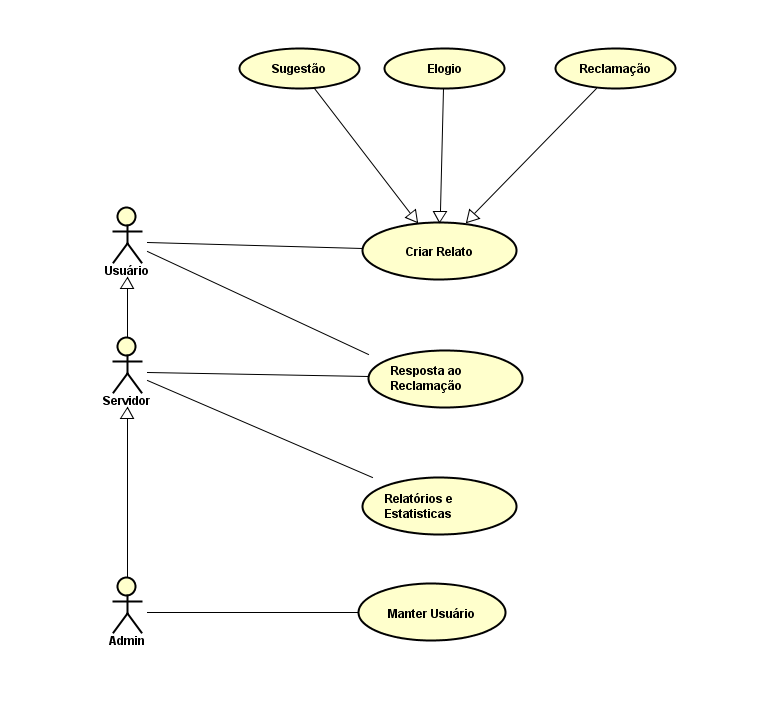 Sugestão
Elogio
Reclamação
Usuário
Criar Relato
Servidor
Resposta ao
Reclamação
Relatórios e
Estatisticas
Admin
Manter Usuário